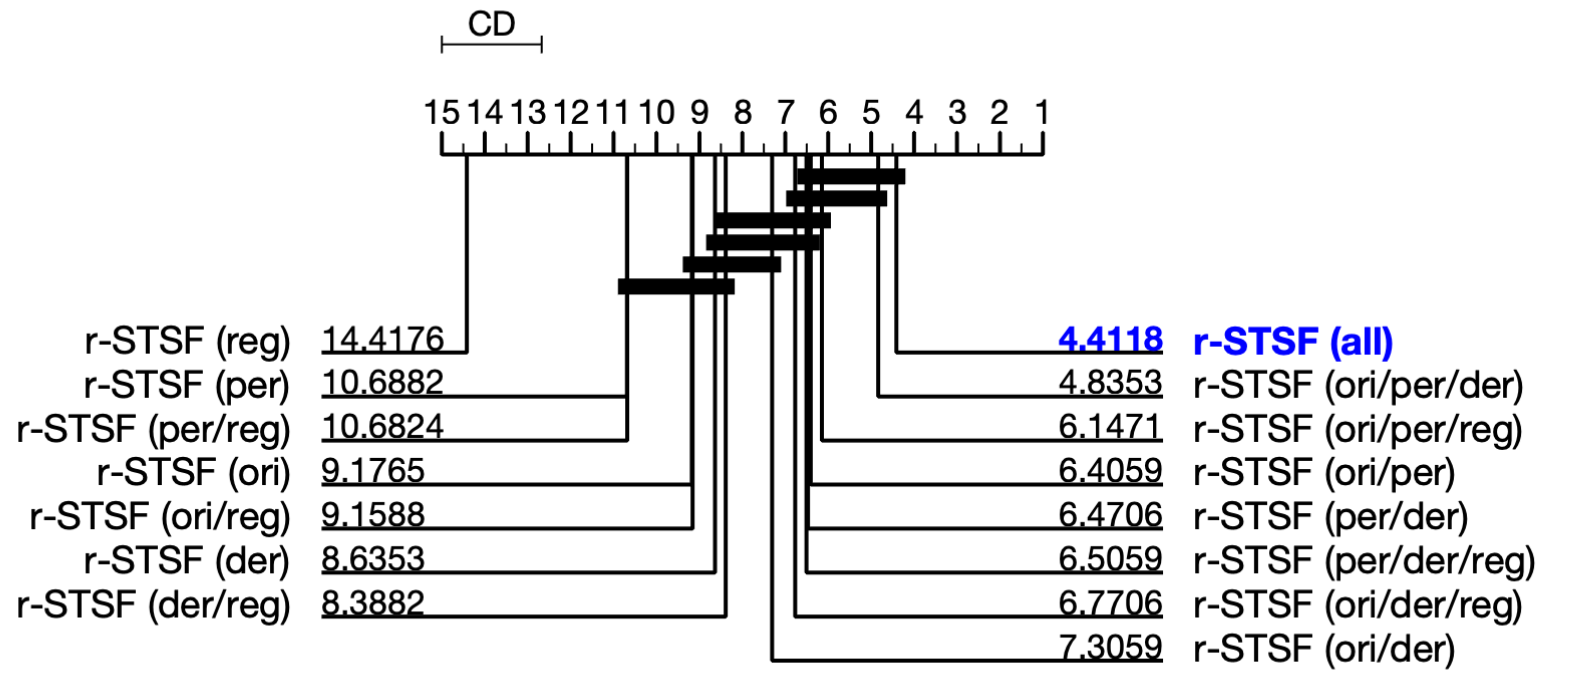 CD
15 14 13 12 11 10 9 8 7 6 5 4 3 2 1
r-STSF (reg) 14.4176 4.4118 r-STSF (all)
r-STSF (per) 10.6882 4.8353 r-STSF (ori/per/der)
r-STSF (per/reg) 10.6824 6.1471 r-STSF (ori/per/reg)
r-STSF (ori) 9.1765 6.4059 r-STSF (ori/per)
r-STSF (ori/reg) 9.1588 6.4706 r-STSF (per/der)
r-STSF (der) 8.6353 6.5059 r-STSF (per/der/reg)
r-STSF (der/reg) 8.3882 6.7706 r-STSF (ori/der/reg)
7.3059 r-STSF (ori/der)